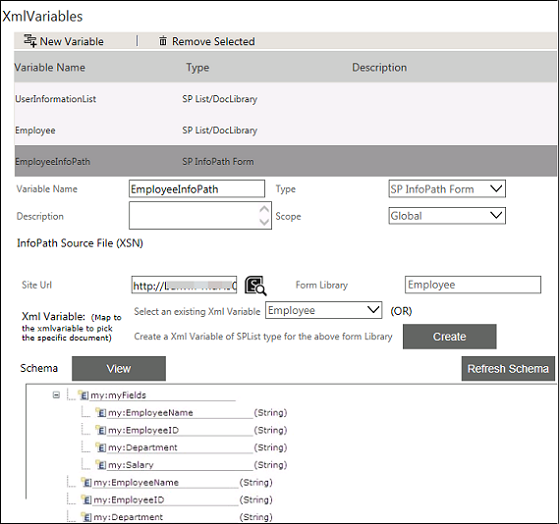 XmlVariables
New Variable | Remove Selected
Variable Name Type Description
UserInformationList SP List/DocLibrary
Employee SP List/DocLibrary
EmployeeInfoPath SP InfoPath Form
Variable Name EmployeeInfoPath Type SP InfoPath Form
Description Scope Global
InfoPath Source File (XSN)
Site Url http:// Form Library Employee
Select an existing Xml Variable Employee (OR)
Xml Variable: (Map to
the xmlvariable to pick
the specific document)
Create a Xml Variable of SPList type for the above form Library Create
Schema View Refresh Schema
my:myFields
my:EmployeeName (String)
my:EmployeeID (String)
my:Department (String)
my:Salary (String)
my:EmployeeName (String)
my:EmployeeID (String)
my:Department (String)